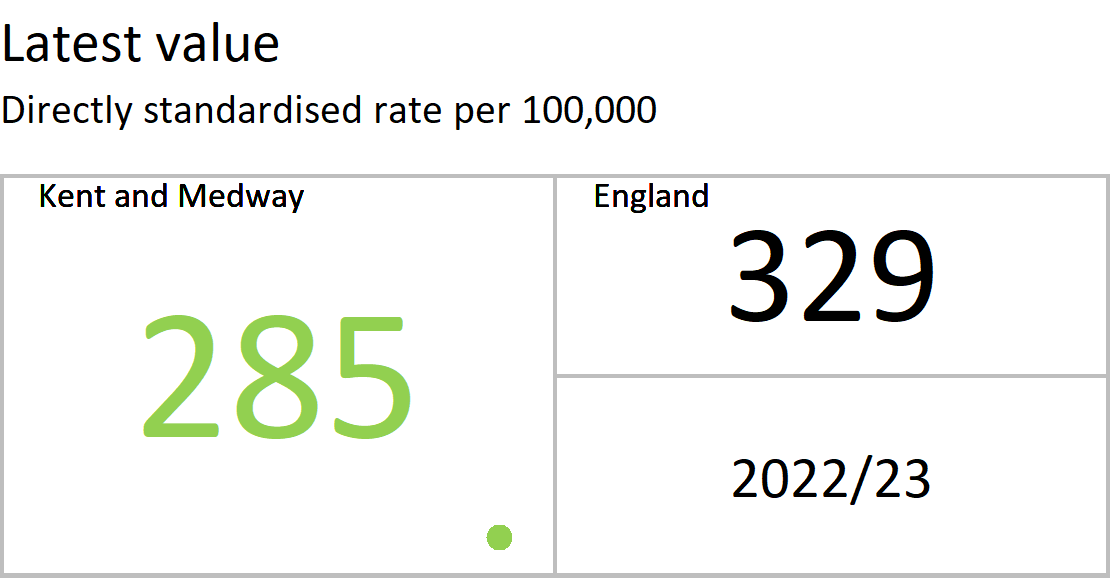 Latest value
Directly standardised rate per 100,000
Kent and Medway
285
England
329
2022/23